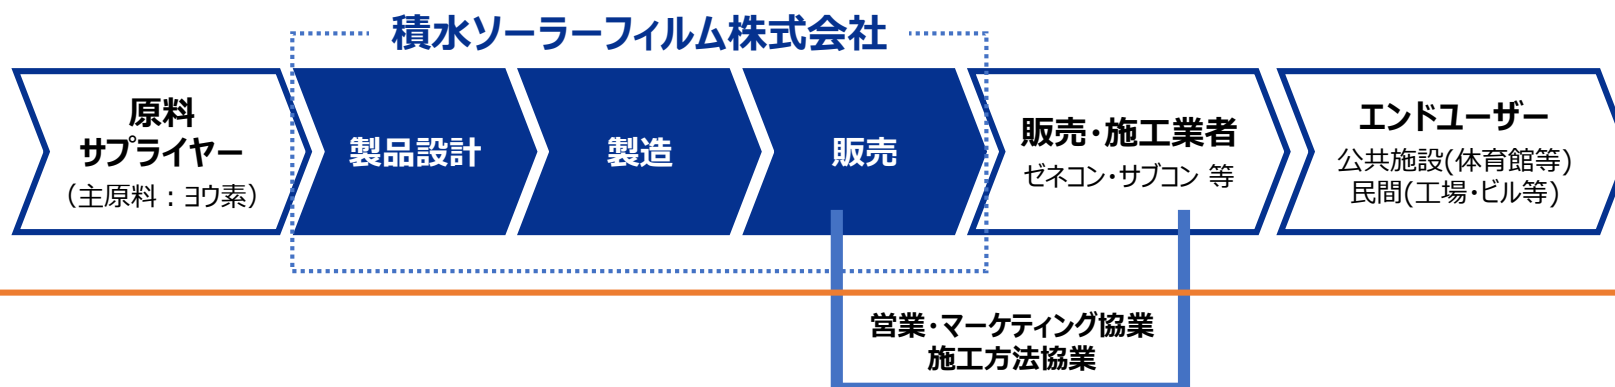 積水ソーラーフィルム株式会社
原料
サプライヤー
（主原料：ヨウ素）
製品設計
製造
販売
販売・施工業者
ゼネコン・サブコン 等
エンドユーザー
公共施設(体育館等)
民間(工場・ビル等)
営業・マーケティング協業
施工方法協業